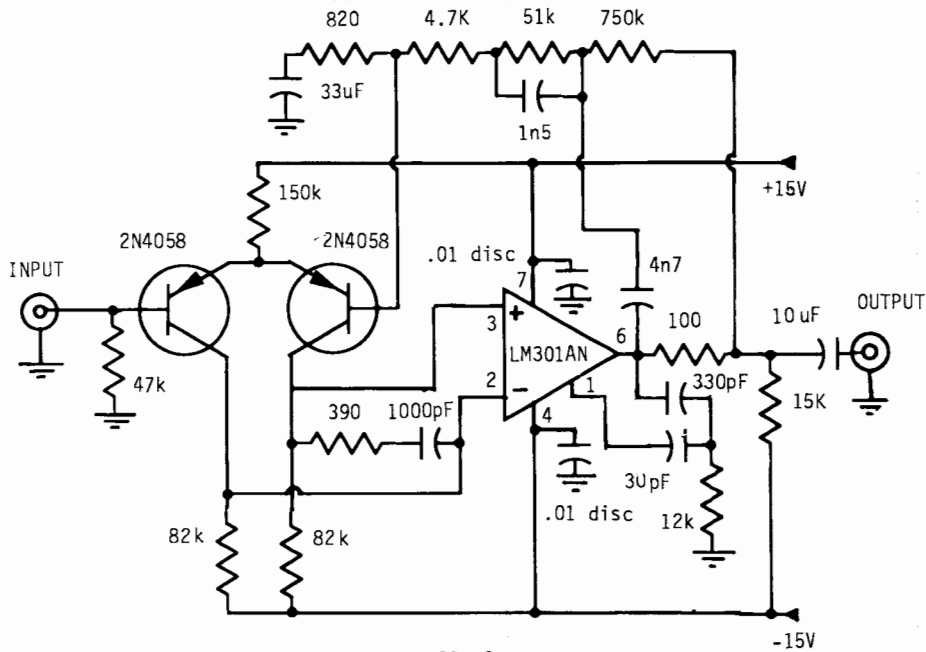 820
4.7K
51k
750k
33uF
1n5
+15V
150k
2N4058
2N4058
INPUT
.01 disc
4n7
7
+
3
LM301AN
6
100
10uF
OUTPUT
47k
2
-
1
4
330pF
15K
390
1000pF
30pF
.01 disc
12k
82k
82k
-15V